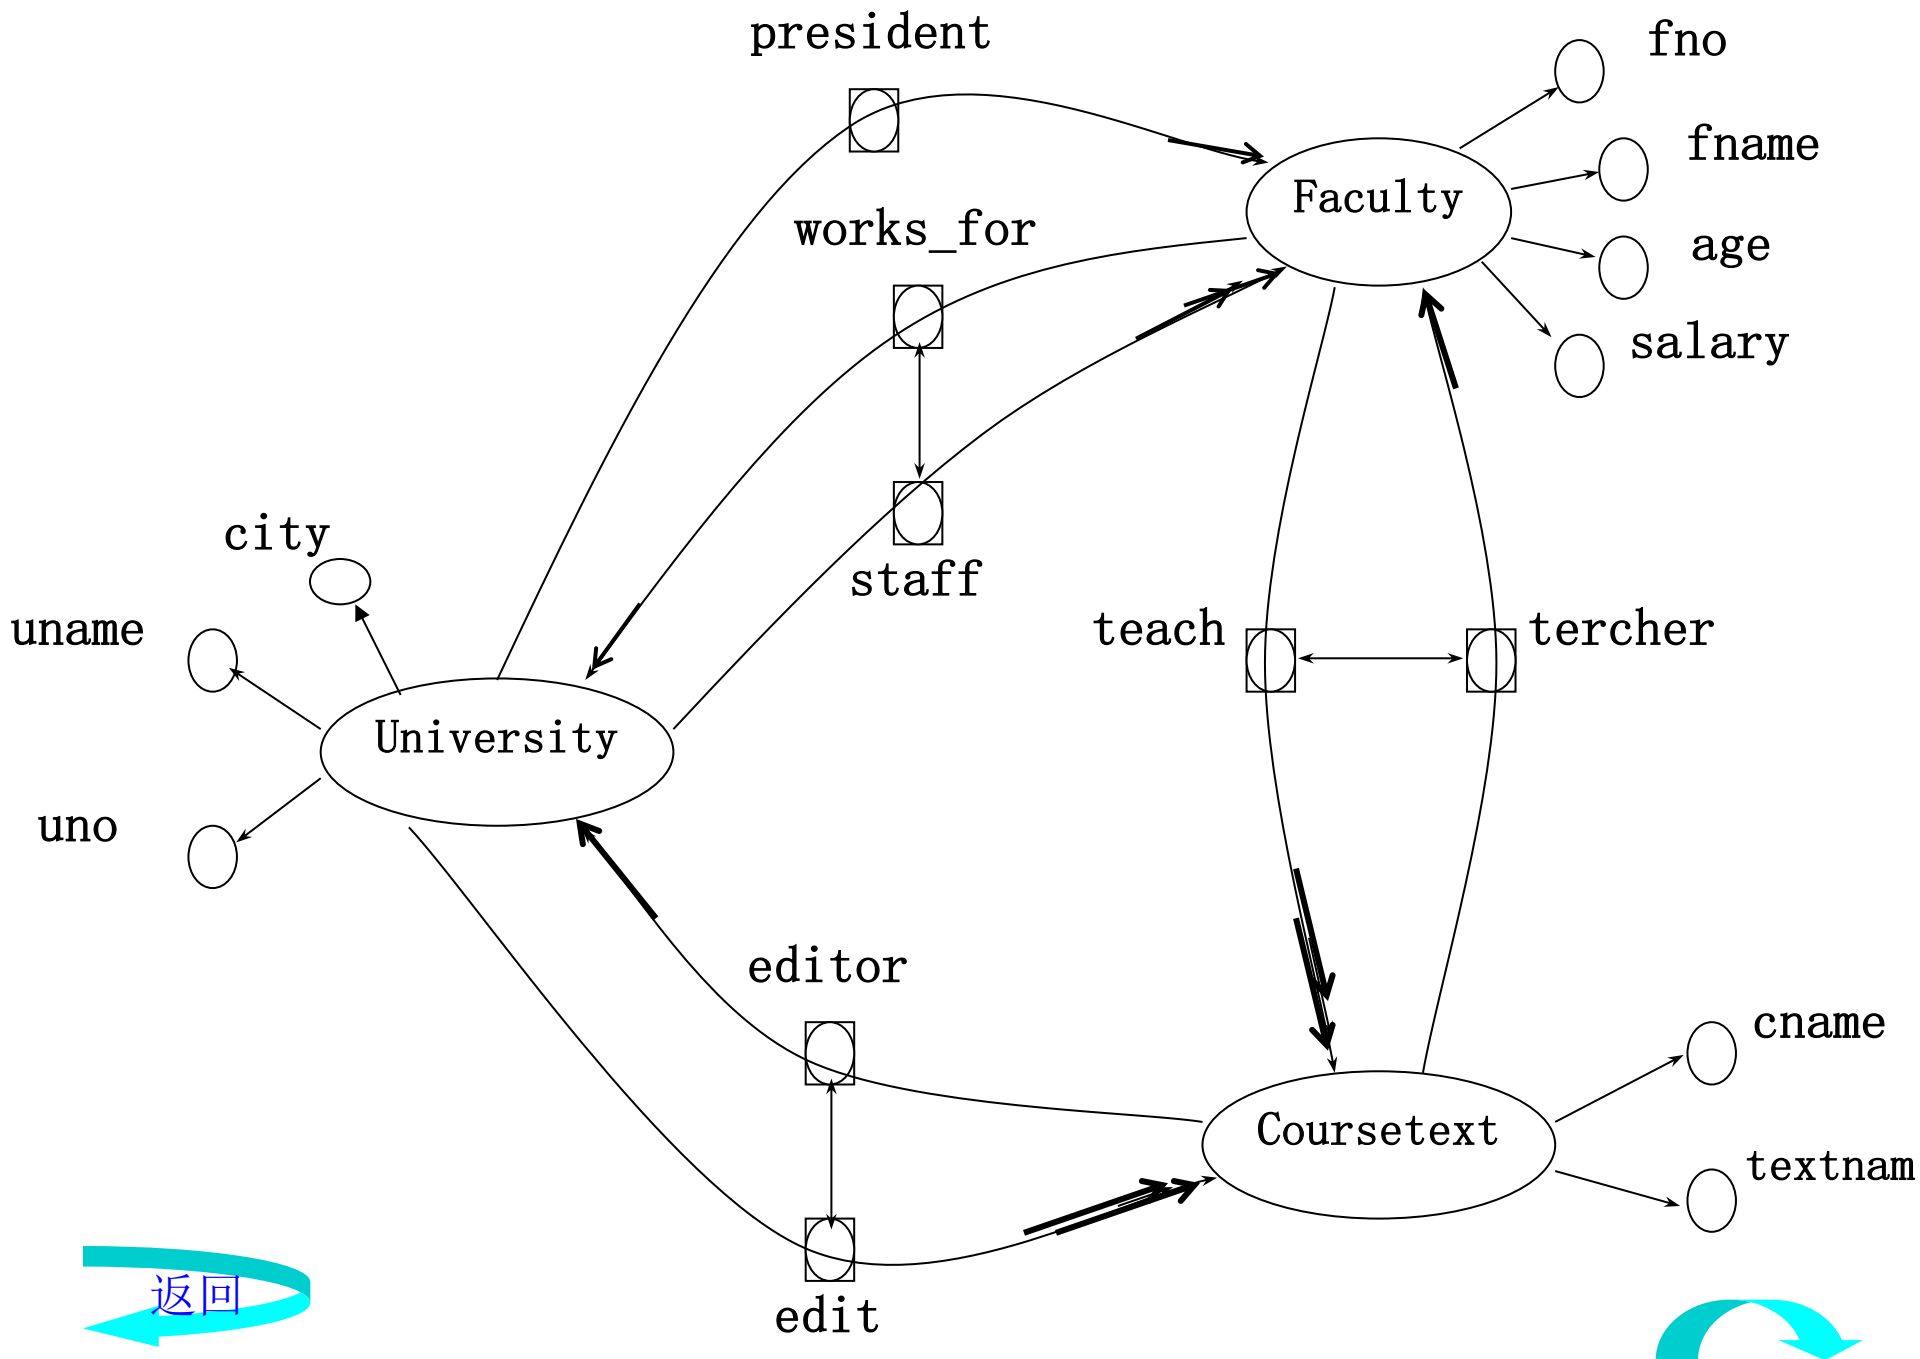 president
fno
fname
Faculty
works_for
age
salary
city
staff
uname
teach
tercher
University
uno
editor
cname
Coursetext
textnam
返回
edit